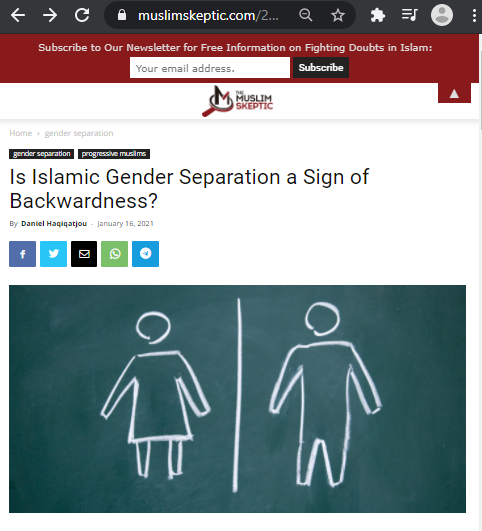 muslimskeptic.com/2...
Subscribe to Our Newsletter for Free Information on Fighting Doubts in Islam:
Your email address.
Subscribe
THE
MUSLIM
SKEPTIC
Home › gender separation
gender separation progressive muslims
Is Islamic Gender Separation a Sign of
Backwardness?
By Daniel Haqiqatjou - January 16, 2021